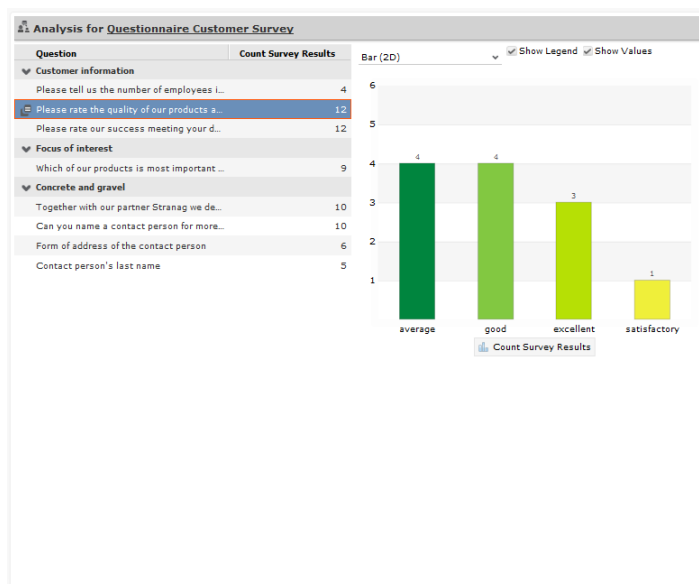 Analysis for Questionnaire Customer Survey
Question Count Survey Results
Customer information
Please tell us the number of employees i... 4
Please rate the quality of our products a... 12
Please rate our success meeting your d... 12
Focus of interest
Which of our products is most important ... 9
Concrete and gravel
Together with our partner Stranag we de... 10
Can you name a contact person for more... 10
Form of address of the contact person 6
Contact person's last name 5
Bar (2D) Show Legend Show Values
6
5
4
3
2
1
4 4 3 1
average good excellent satisfactory
Count Survey Results